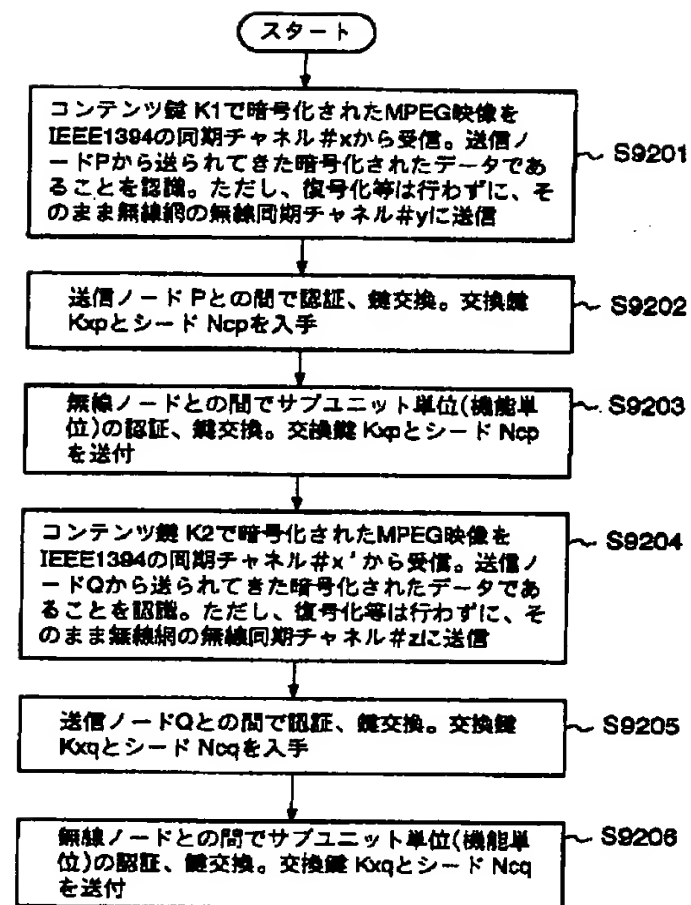 スタート
コンテンツ鍵 K1で暗号化されたMPEG映像を
IEEE1394の同期チャネル#xから受信。送信ノ
ードPから送られてきた暗号化されたデータであ
ることを認識。ただし、復号化等は行わずに、そ
のまま無線網の無線同期チャネル#yに送信
S9201
送信ノード Pとの間で認証、鍵交換。交換鍵
Kxpとシード Ncpを入手
S9202
無線ノードとの間でサブユニット単位(機能単
位)の認証、鍵交換。交換鍵 Kxpとシード Ncp
を送付
S9203
コンテンツ鍵 K2で暗号化されたMPEG映像を
IEEE1394の同期チャネル#x'から受信。送信ノ
ードQから送られてきた暗号化されたデータであ
ることを認識。ただし、復号化等は行わずに、そ
のまま無線網の無線同期チャネル#zに送信
S9204
送信ノードQとの間で認証、鍵交換。交換鍵
Kxqとシード Ncqを入手
S9205
無線ノードとの間でサブユニット単位(機能単
位)の認証、鍵交換。交換鍵 Kxqとシード Ncq
を送付
S9206